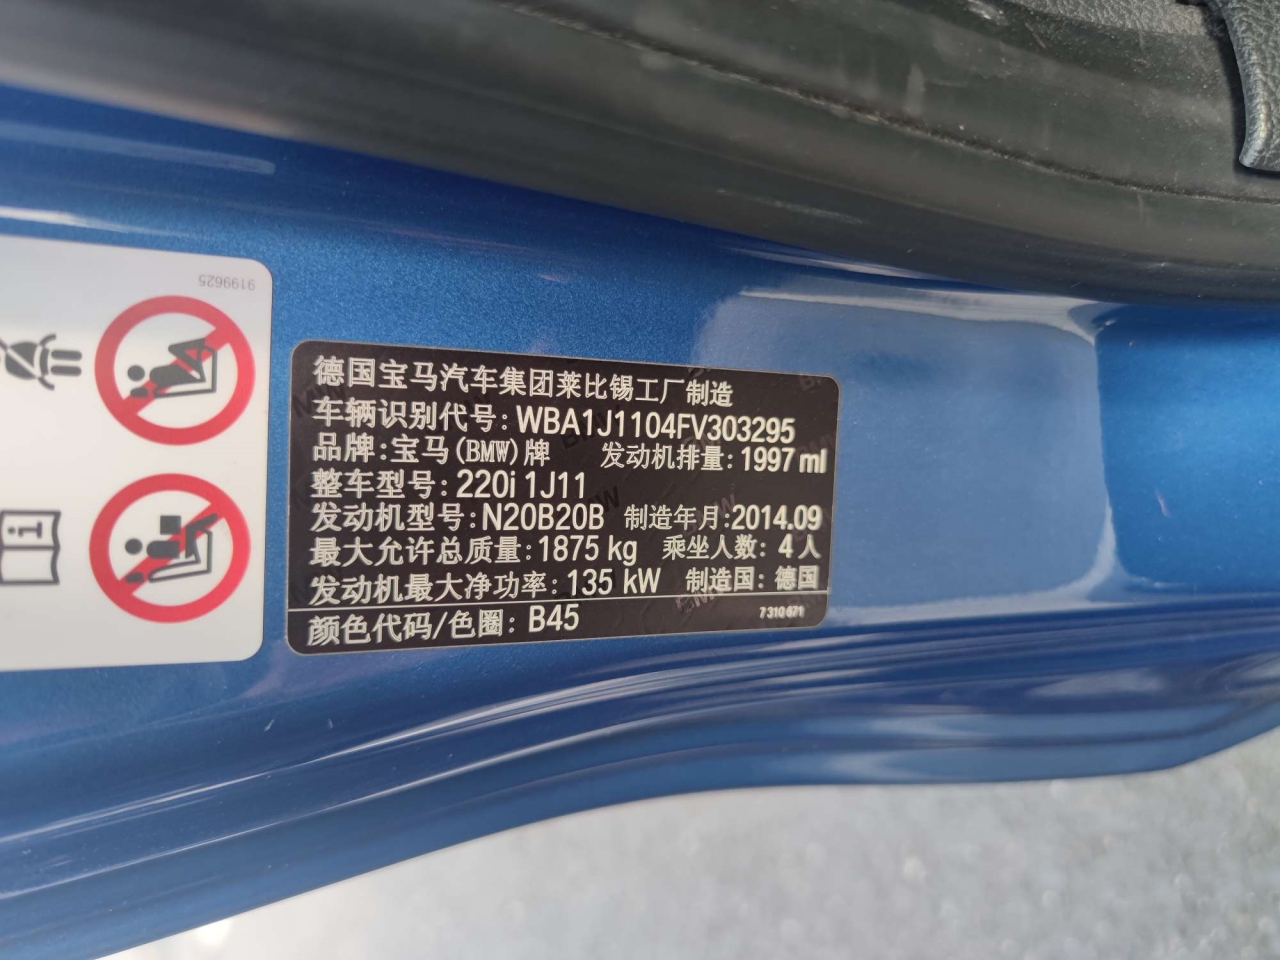 9199625
德国宝马汽车集团莱比锡工厂制造
车辆识别代号: WBA1J1104FV303295
品牌:宝马(BMW)牌 发动机排量: 1997 ml
整车型号: 220i 1J11
发动机型号: N20B20B 制造年月:2014.09
最大允许总质量: 1875 kg 乘坐人数: 4 人
发动机最大净功率: 135 kW 制造国: 德国
颜色代码/色圈: B45
7310671